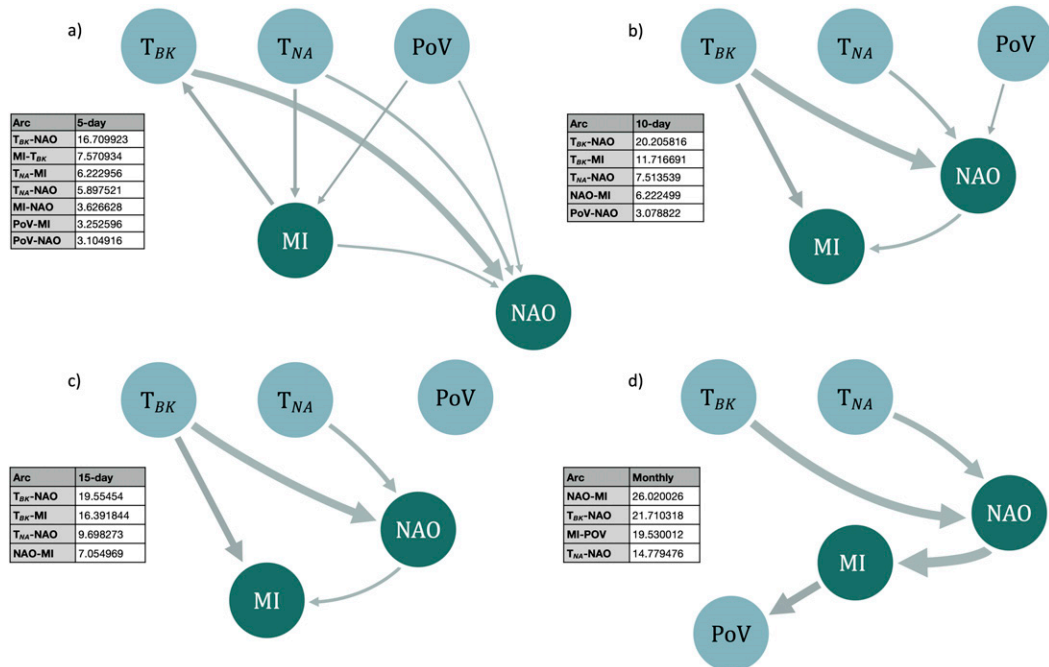 a)
T_BK
T_NA
PoV
Arc 5-day
T_BK-NAO 16.709923
MI-T_BK 7.570934
T_NA-MI 6.222956
T_NA-NAO 5.897521
MI-NAO 3.626628
PoV-MI 3.252596
PoV-NAO 3.104916
MI
NAO
b)
T_BK
T_NA
PoV
Arc 10-day
T_BK-NAO 20.205816
T_BK-MI 11.716691
T_NA-NAO 7.513539
NAO-MI 6.222499
PoV-NAO 3.078822
NAO
MI
c)
T_BK
T_NA
PoV
Arc 15-day
T_BK-NAO 19.55454
T_BK-MI 16.391844
T_NA-NAO 9.698273
NAO-MI 7.054969
NAO
MI
d)
T_BK
T_NA
Arc Monthly
NAO-MI 26.020026
T_BK-NAO 21.710318
MI-POV 19.530012
T_NA-NAO 14.779476
NAO
MI
PoV